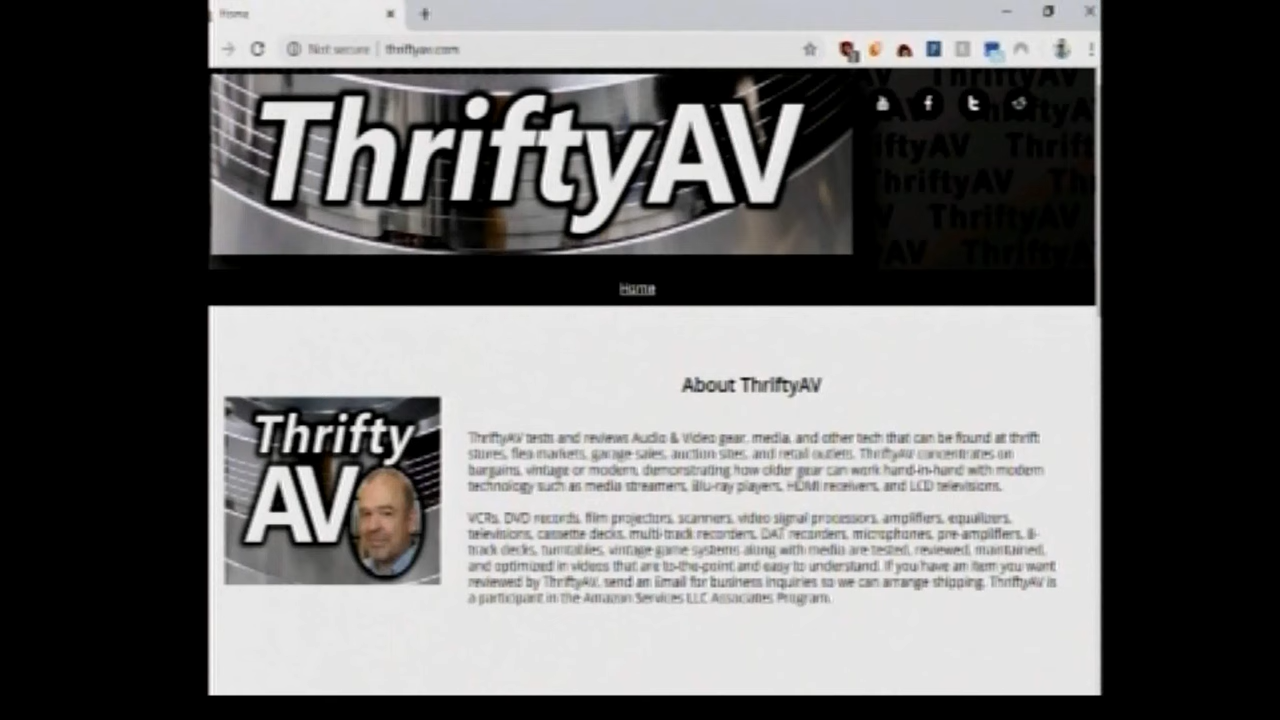 Home
Not secure | thriftyav.com
ThriftyAV
Home
About ThriftyAV
Thrifty
AV
ThriftyAV tests and reviews Audio & Video gear, media, and other tech that can be found at thrift
stores, flea markets, garage sales, auction sites, and retail outlets. ThriftyAV concentrates on
bargains, vintage or modern, demonstrating how older gear can work hand-in-hand with modern
technology such as media streamers, Blu-ray players, HDMI receivers, and LCD televisions.
VCRs, DVD records, film projectors, scanners, video signal processors, amplifiers, equalizers,
televisions, cassette decks, multi-track recorders, DAT recorders, microphones, pre-amplifiers, 8-
track decks, turntables, vintage game systems along with media are tested, reviewed, maintained,
and optimized in videos that are to-the-point and easy to understand. If you have an item you want
reviewed by ThriftyAV, send an Email for business inquiries so we can arrange shipping. ThriftyAV is
a participant in the Amazon Services LLC Associates Program.